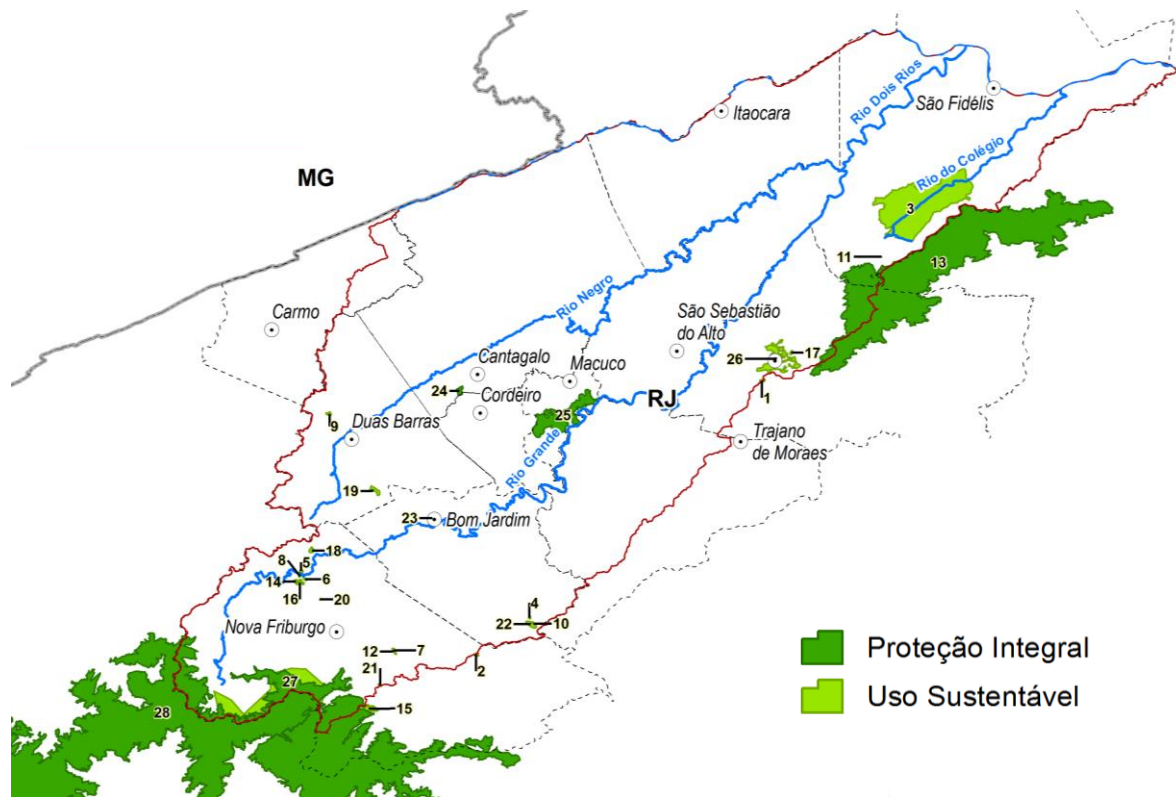 São Fidélis
Itaocara
Rio Dois Rios
Rio do Colégio
MG
3
11
13
Rio Negro
Carmo
São Sebastião
do Alto
Cantagalo
Macuco
26
17
24
Cordeiro
1
RJ
25
9
Duas Barras
Trajano
de Moraes
Rio Grande
19
23
Bom Jardim
18
8
5
14
6
16
20
4
22
10
Nova Friburgo
12
7
2
21
27
28
15
Proteção Integral
Uso Sustentável